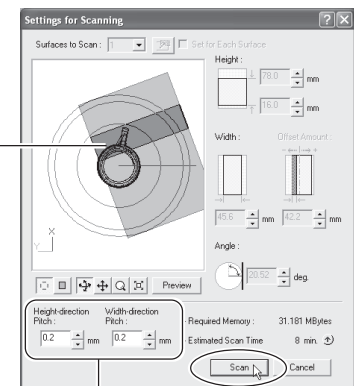 Settings for Scanning
Surfaces to Scan : 1 Set for Each Surface
Height :
78.0 mm
16.0 mm
Width : Offset Amount :
45.6 mm 42.2 mm
Angle :
20.52 deg.
X
Y
Preview
Height-direction Pitch : Width-direction Pitch :
0.2 mm 0.2 mm
Required Memory : 31.181 MBytes
Estimated Scan Time 8 min.
Scan Cancel